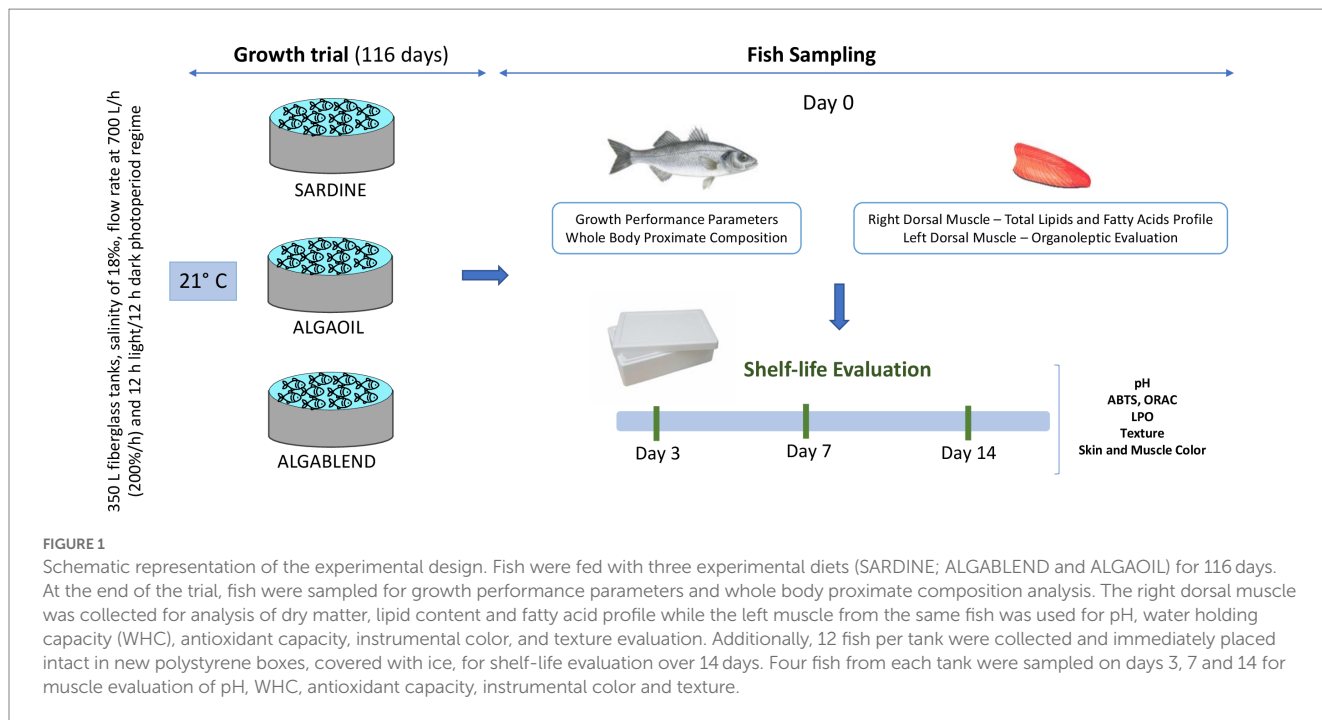 Growth trial (116 days)
Fish Sampling
350 L fiberglass tanks, salinity of 18‰, flow rate at 700 L/h
(200%/h) and 12 h light/12 h dark photoperiod regime
21° C
SARDINE
ALGAOIL
ALGABLEND
Day 0
Growth Performance Parameters
Whole Body Proximate Composition
Right Dorsal Muscle – Total Lipids and Fatty Acids Profile
Left Dorsal Muscle – Organoleptic Evaluation
Shelf-life Evaluation
Day 3
Day 7
Day 14
pH
ABTS, ORAC
LPO
Texture
Skin and Muscle Color
FIGURE 1
Schematic representation of the experimental design. Fish were fed with three experimental diets (SARDINE; ALGABLEND and ALGAOIL) for 116 days.
At the end of the trial, fish were sampled for growth performance parameters and whole body proximate composition analysis. The right dorsal muscle
was collected for analysis of dry matter, lipid content and fatty acid profile while the left muscle from the same fish was used for pH, water holding
capacity (WHC), antioxidant capacity, instrumental color, and texture evaluation. Additionally, 12 fish per tank were collected and immediately placed
intact in new polystyrene boxes, covered with ice, for shelf-life evaluation over 14 days. Four fish from each tank were sampled on days 3, 7 and 14 for
muscle evaluation of pH, WHC, antioxidant capacity, instrumental color and texture.